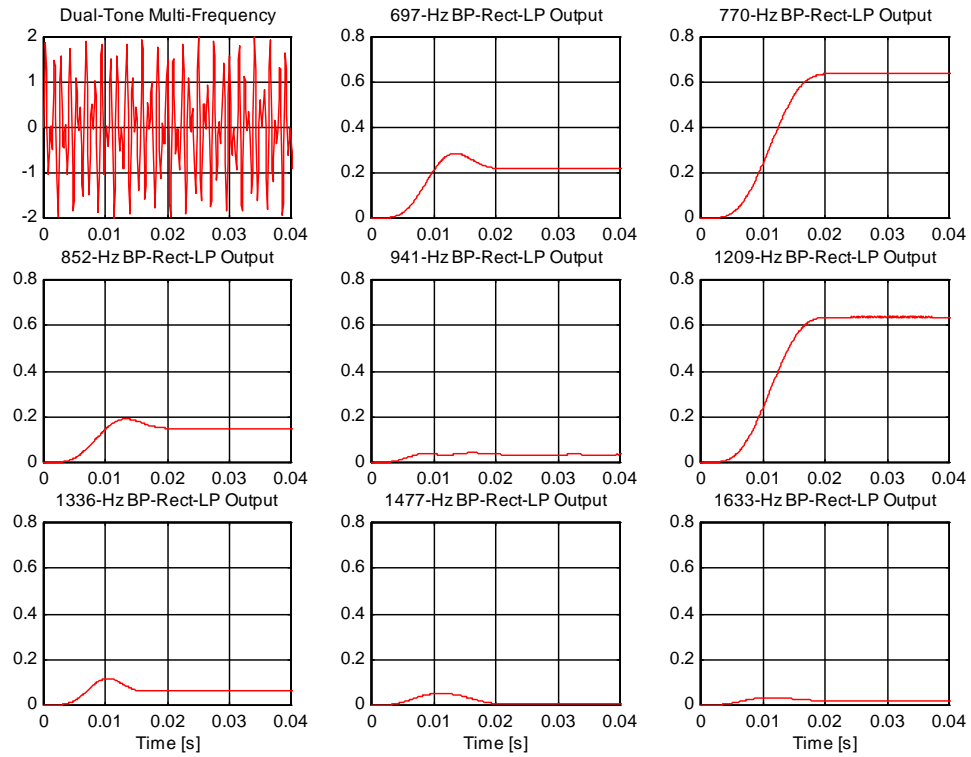 Dual-Tone Multi-Frequency
2
1
0
-1
-2
0 0.01 0.02 0.03 0.04
697-Hz BP-Rect-LP Output
0.8
0.6
0.4
0.2
0
0 0.01 0.02 0.03 0.04
770-Hz BP-Rect-LP Output
0.8
0.6
0.4
0.2
0
0 0.01 0.02 0.03 0.04
852-Hz BP-Rect-LP Output
0.8
0.6
0.4
0.2
0
0 0.01 0.02 0.03 0.04
941-Hz BP-Rect-LP Output
0.8
0.6
0.4
0.2
0
0 0.01 0.02 0.03 0.04
1209-Hz BP-Rect-LP Output
0.8
0.6
0.4
0.2
0
0 0.01 0.02 0.03 0.04
1336-Hz BP-Rect-LP Output
0.8
0.6
0.4
0.2
0
0 0.01 0.02 0.03 0.04
Time [s]
1477-Hz BP-Rect-LP Output
0.8
0.6
0.4
0.2
0
0 0.01 0.02 0.03 0.04
Time [s]
1633-Hz BP-Rect-LP Output
0.8
0.6
0.4
0.2
0
0 0.01 0.02 0.03 0.04
Time [s]